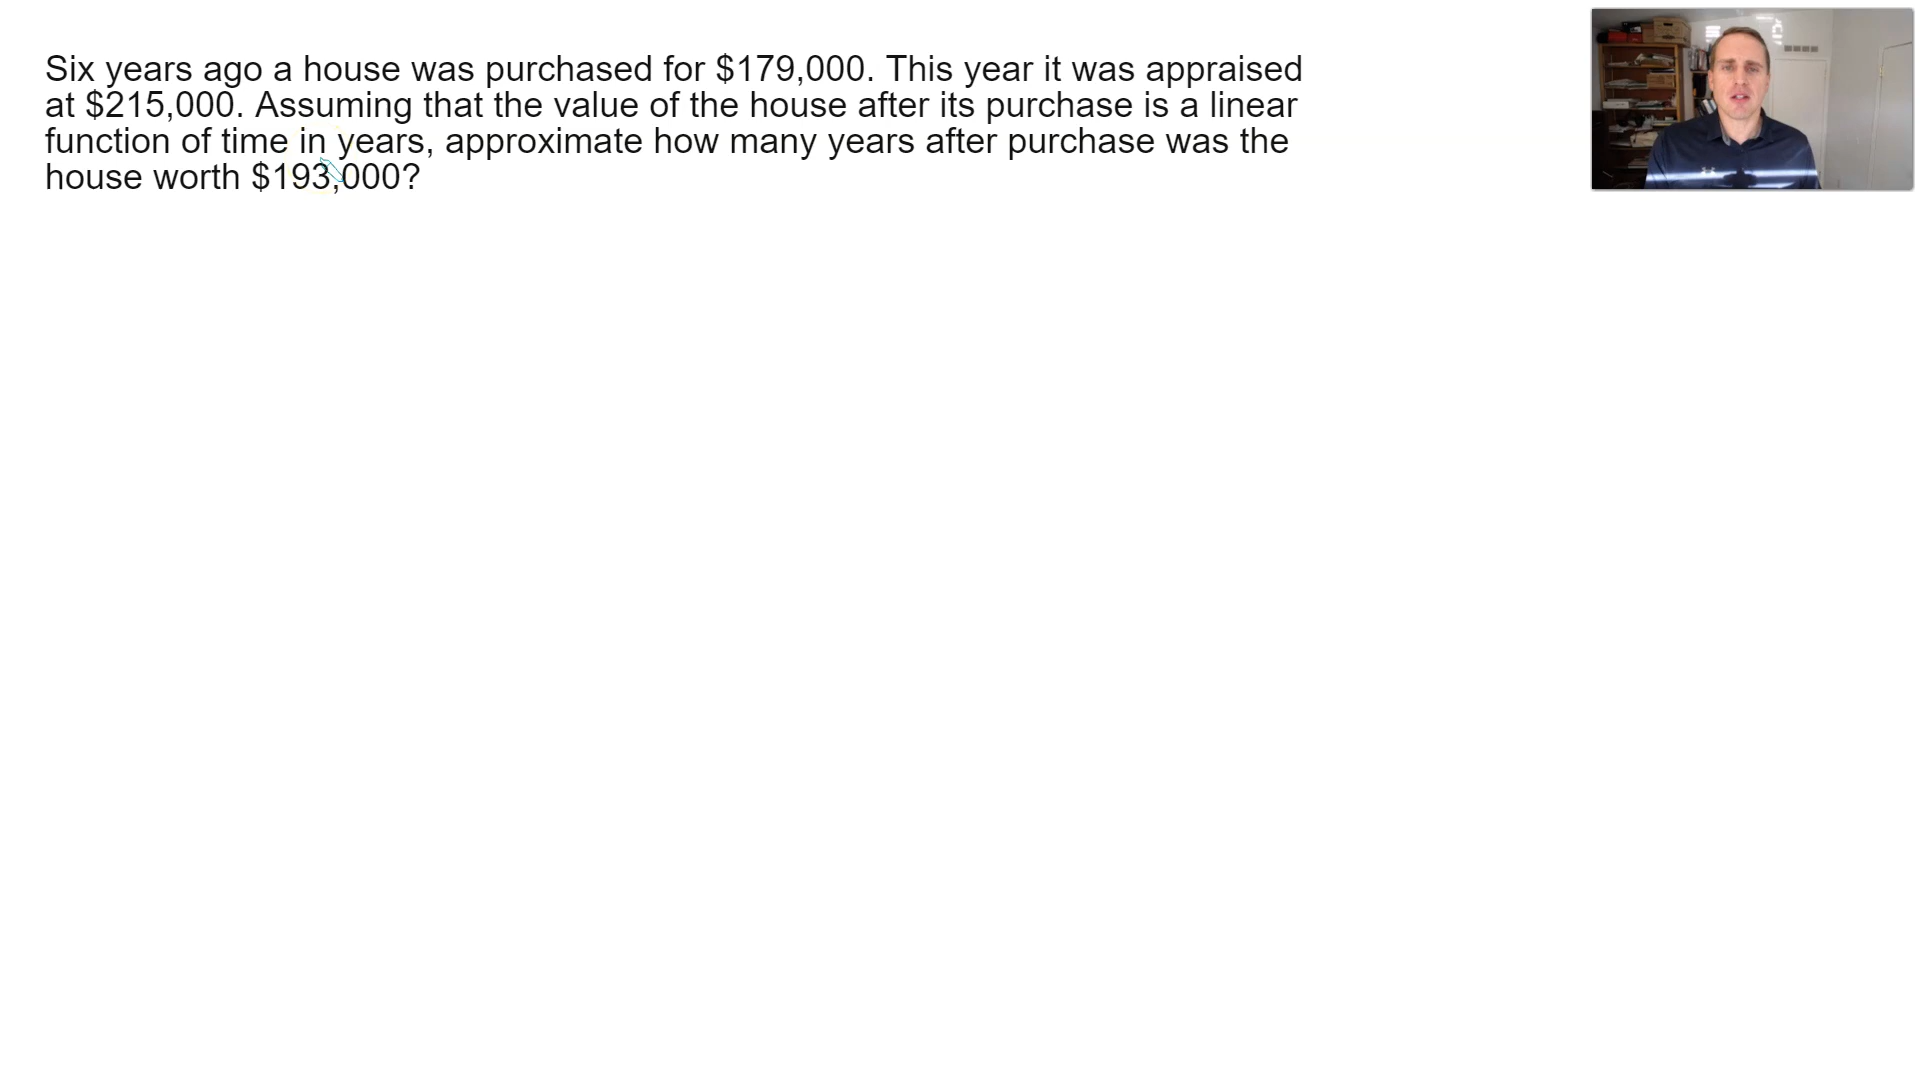 Six years ago a house was purchased for $179,000. This year it was appraised
at $215,000. Assuming that the value of the house after its purchase is a linear
function of time in years, approximate how many years after purchase was the
house worth $193,000?